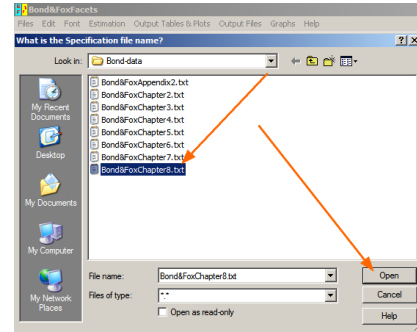 Bond&FoxFacets
Files Edit Font Estimation Output Tables & Plots Output Files Graphs Help
What is the Specification file name?
Look in: Bond-data
Bond&FoxAppendix2.txt
Bond&FoxChapter2.txt
Bond&FoxChapter3.txt
Bond&FoxChapter4.txt
Bond&FoxChapter5.txt
Bond&FoxChapter6.txt
Bond&FoxChapter7.txt
Bond&FoxChapter8.txt
My Recent
Documents
Desktop
My Documents
My Computer
My Network
Places
File name: Bond&FoxChapter8.txt Open
Files of type: *.* Cancel
Open as read-only Help